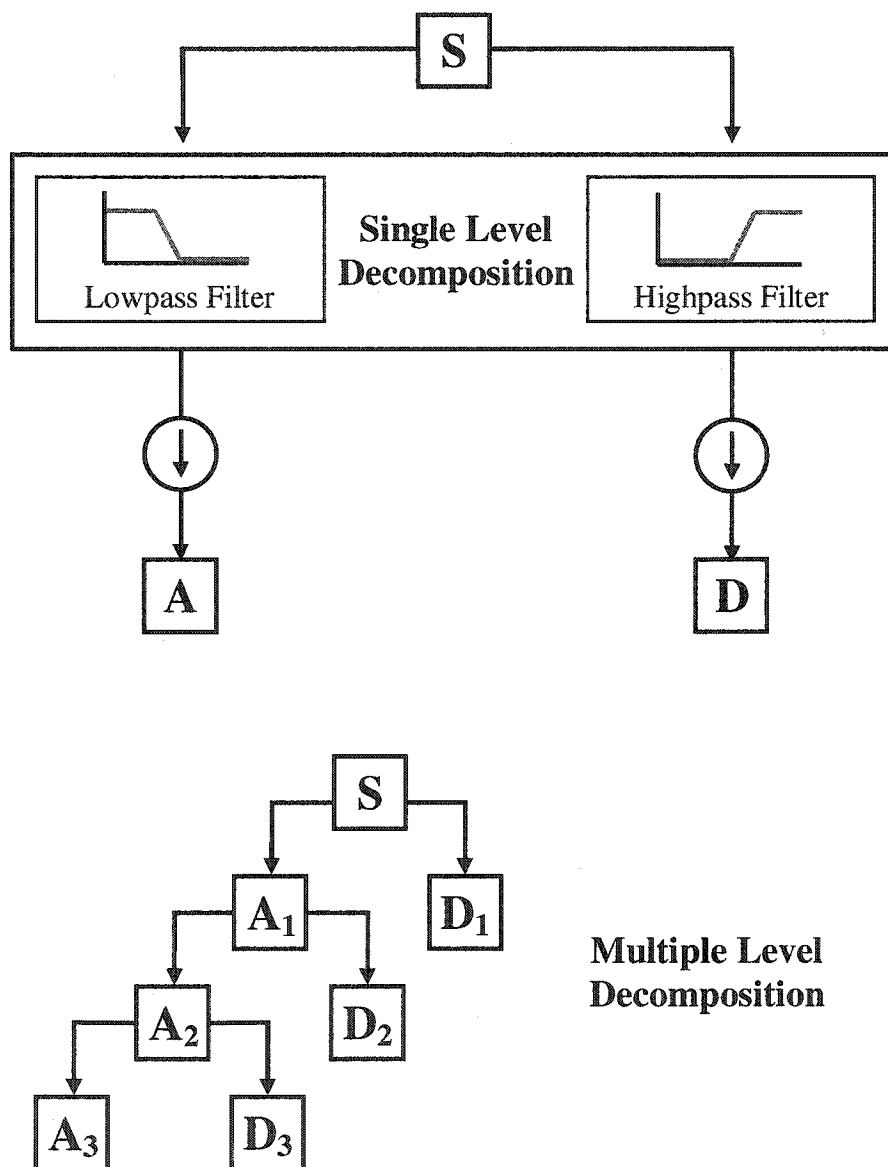 S
Single Level
Decomposition
Lowpass Filter
Highpass Filter
A
D
S
A₁
D₁
Multiple Level
Decomposition
A₂
D₂
A₃
D₃